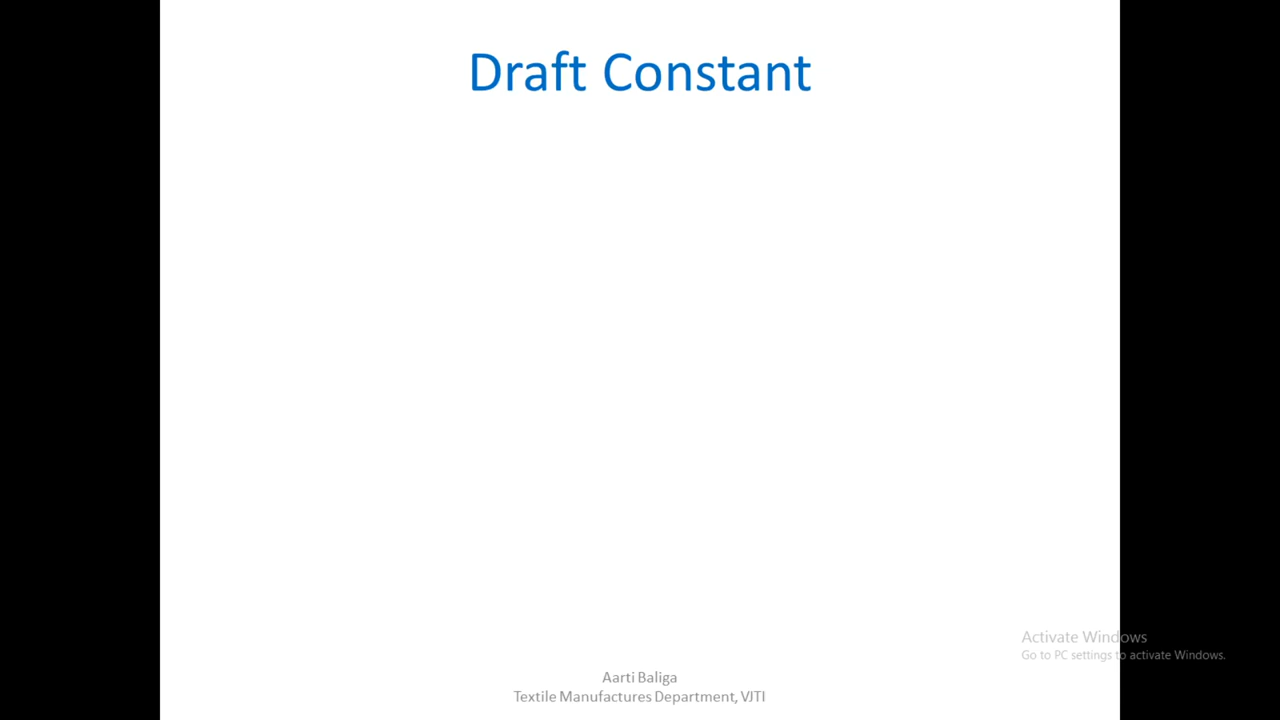 Draft Constant
Activate Windows
Go to PC settings to activate Windows.
Aarti Baliga
Textile Manufactures Department, VJTI